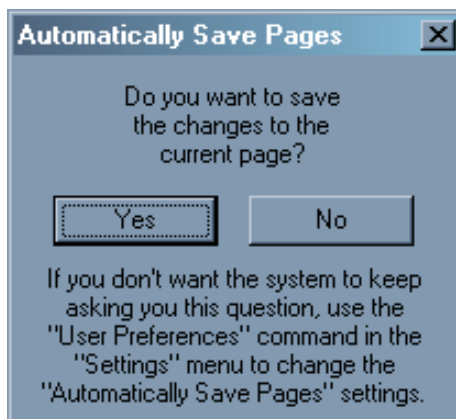 Automatically Save Pages
Do you want to save
the changes to the
current page?
Yes No
If you don't want the system to keep
asking you this question, use the
"User Preferences" command in the
"Settings" menu to change the
"Automatically Save Pages" settings.